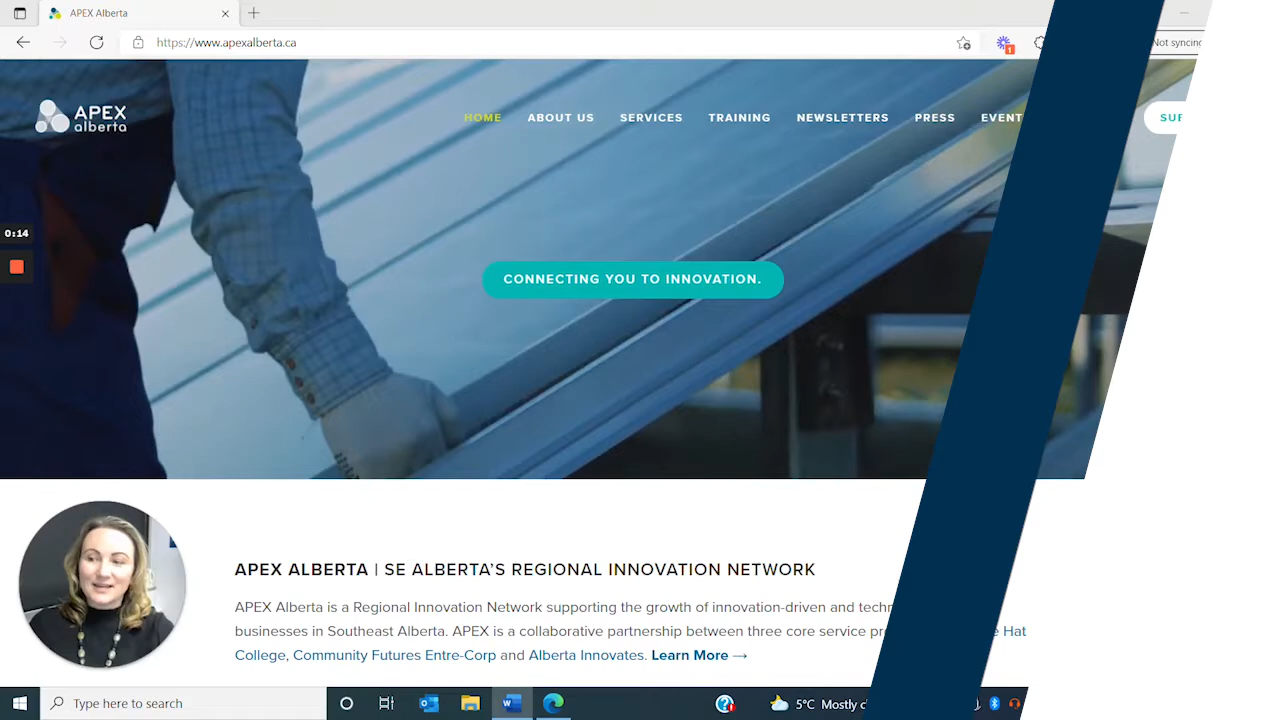 APEX Alberta
https://www.apexalberta.ca
1
Not syncing
APEX
alberta
HOME
ABOUT US
SERVICES
TRAINING
NEWSLETTERS
PRESS
EVENT
SUB
0:14
CONNECTING YOU TO INNOVATION.
APEX ALBERTA | SE ALBERTA'S REGIONAL INNOVATION NETWORK
APEX Alberta is a Regional Innovation Network supporting the growth of innovation-driven and
businesses in Southeast Alberta. APEX is a collaborative partnership between three core service Hat
College, Community Futures Entre-Corp and Alberta Innovates. Learn More →
Type here to search
5°C Mostly